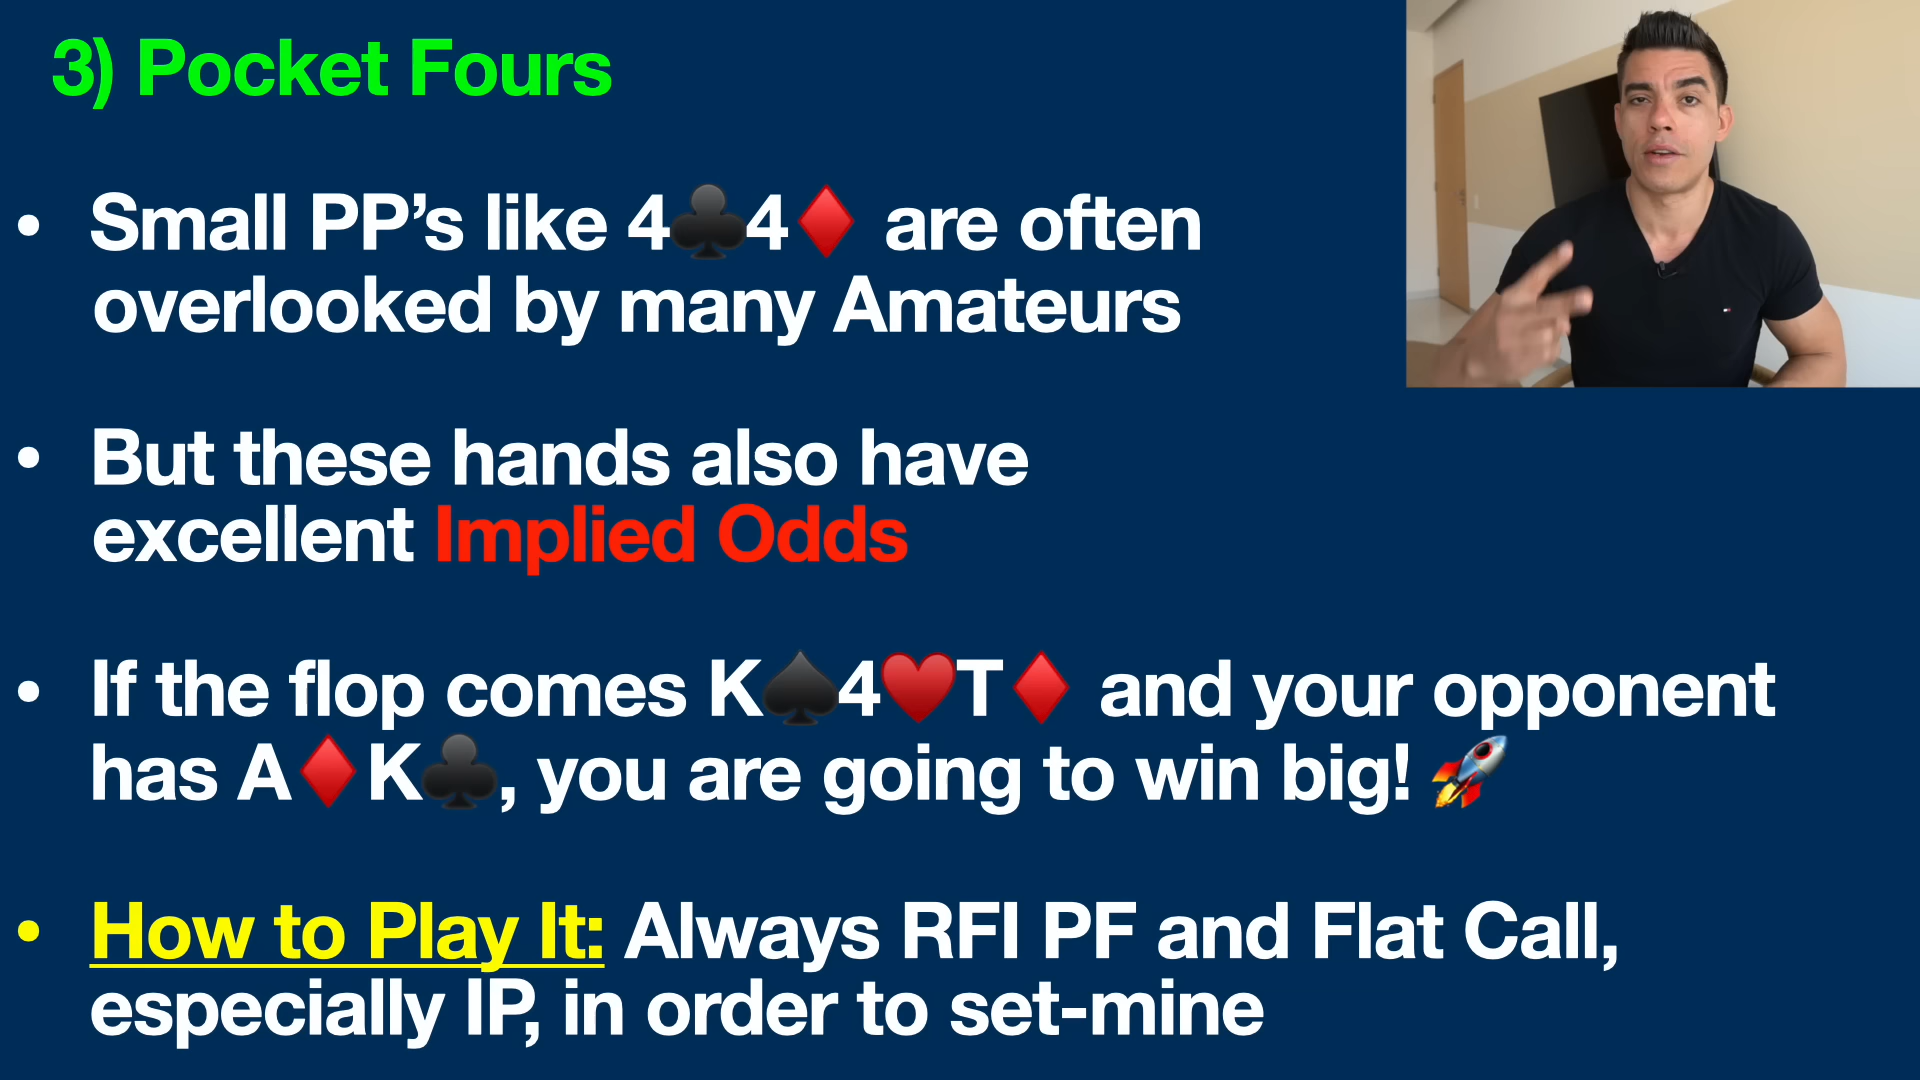 3) Pocket Fours
• Small PP’s like 4♣4♦ are often
overlooked by many Amateurs
• But these hands also have
excellent Implied Odds
• If the flop comes K♠4♥T♦ and your opponent
has A♦K♣, you are going to win big! 🚀
• How to Play It: Always RFI PF and Flat Call,
especially IP, in order to set-mine